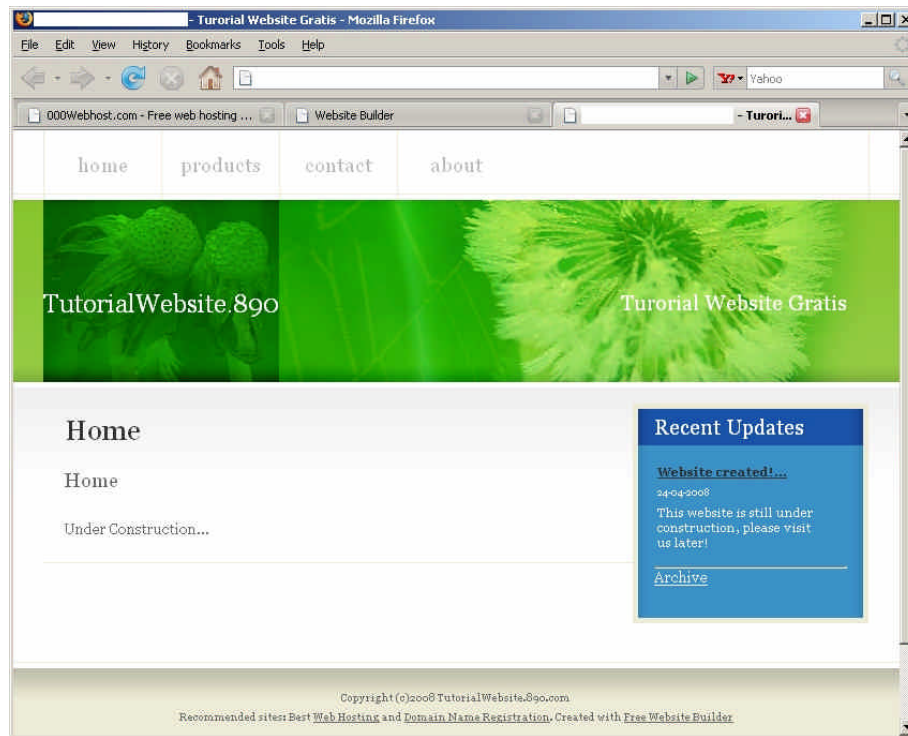 - Turorial Website Gratis - Mozilla Firefox
File Edit View History Bookmarks Tools Help
Yahoo
000Webhost.com - Free web hosting ... Website Builder - Turori...
home products contact about
TutorialWebsite.890
Turorial Website Gratis
Home
Home
Under Construction...
Recent Updates
Website created!...
24-04-2008
This website is still under
construction, please visit
us later!
Archive
Copyright (c)2008 TutorialWebsite.890.com
Recommended sites: Best Web Hosting and Domain Name Registration. Created with Free Website Builder